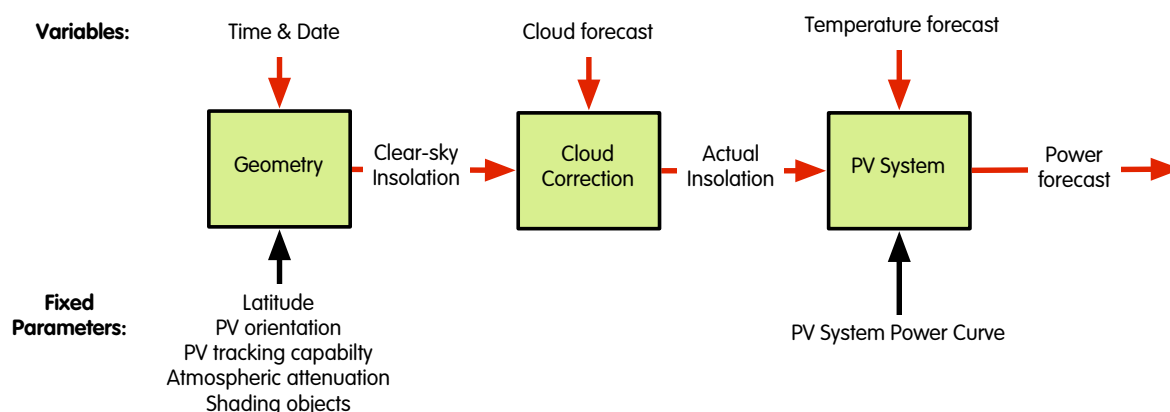 Variables:
Time & Date
Cloud forecast
Temperature forecast
Geometry
Clear-sky
Insolation
Cloud
Correction
Actual
Insolation
PV System
Power
forecast
Fixed
Parameters:
Latitude
PV orientation
PV tracking capabilty
Atmospheric attenuation
Shading objects
PV System Power Curve